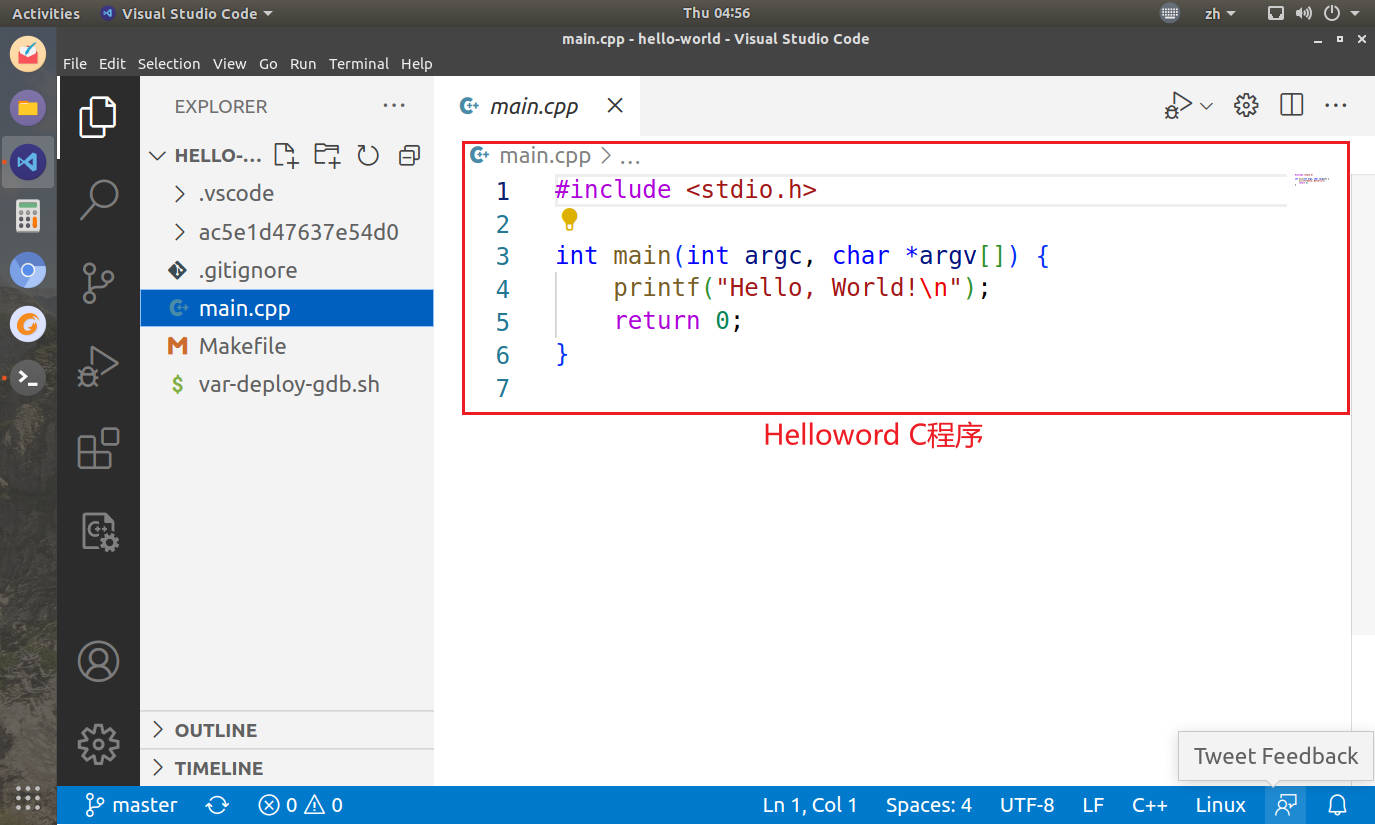 Activities Visual Studio Code Thu 04:56 zh
main.cpp - hello-world - Visual Studio Code
File Edit Selection View Go Run Terminal Help
EXPLORER
HELLO-...
.vscode
ac5e1d47637e54d0
.gitignore
main.cpp
Makefile
var-deploy-gdb.sh
OUTLINE
TIMELINE
main.cpp
main.cpp > ...
1 #include <stdio.h>
2
3 int main(int argc, char *argv[]) {
4 printf("Hello, World!\n");
5 return 0;
6 }
7
Helloword C程序
Tweet Feedback
master 0 0 Ln 1, Col 1 Spaces: 4 UTF-8 LF C++ Linux